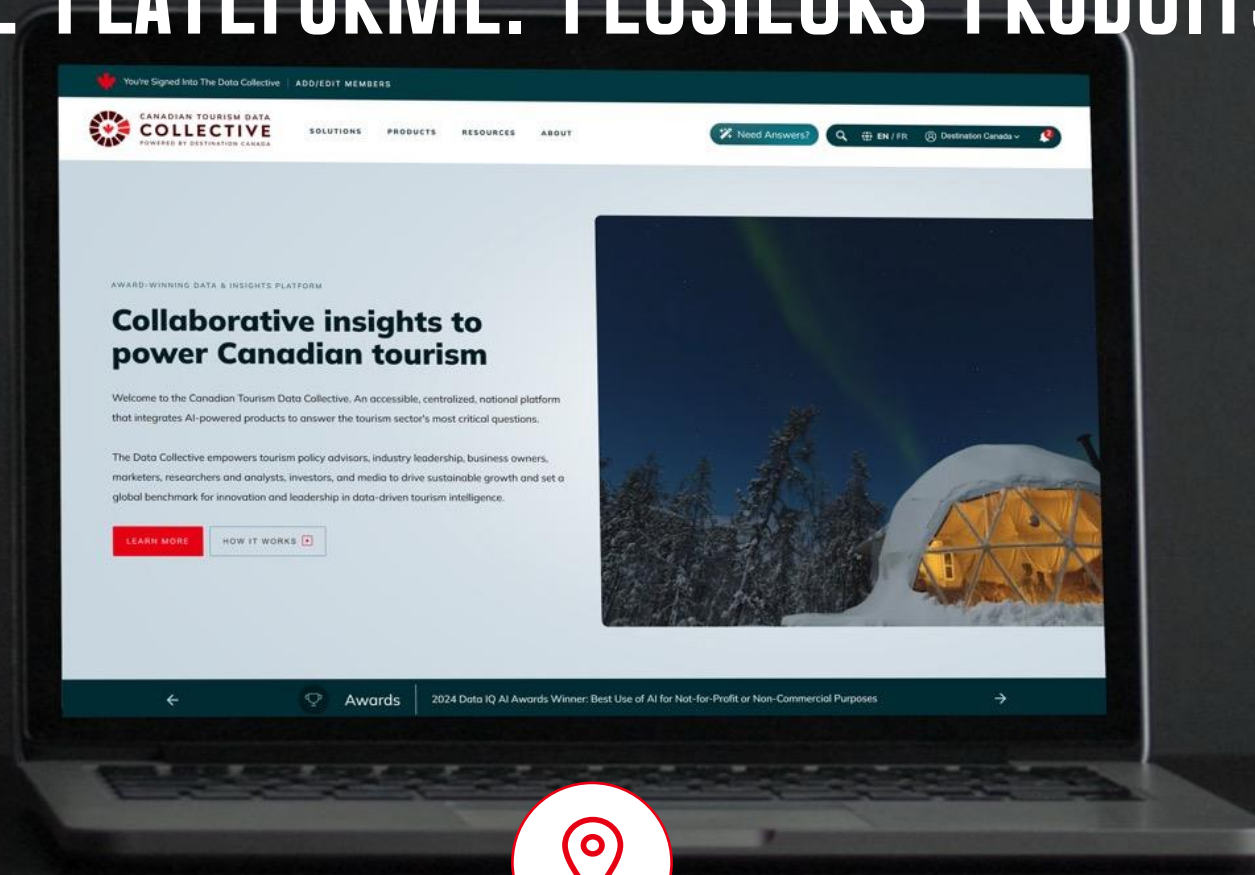 PLATEFORME. PLUSIEURS PRODUITS
You're Signed Into The Data Collective | ADD/EDIT MEMBERS
CANADIAN TOURISM DATA
COLLECTIVE
POWERED BY DESTINATION CANADA
SOLUTIONS PRODUCTS RESOURCES ABOUT
Need Answers? EN / FR Destination Canada 2
AWARD-WINNING DATA & INSIGHTS PLATFORM
Collaborative insights to
power Canadian tourism
Welcome to the Canadian Tourism Data Collective. An accessible, centralized, national platform
that integrates AI-powered products to answer the tourism sector's most critical questions.
The Data Collective empowers tourism policy advisors, industry leadership, business owners,
marketers, researchers and analysts, investors, and media to drive sustainable growth and set a
global benchmark for innovation and leadership in data-driven tourism intelligence.
LEARN MORE HOW IT WORKS
Awards | 2024 Data IQ AI Awards Winner: Best Use of AI for Not-for-Profit or Non-Commercial Purposes